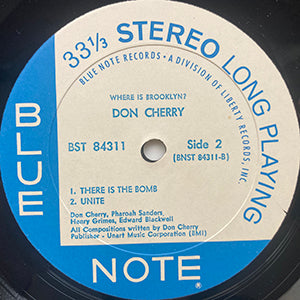 33 1/3 STEREO LONG PLAYING
BLUE NOTE RECORDS • A DIVISION OF LIBERTY RECORDS, INC.
WHERE IS BROOKLYN?
DON CHERRY
BST 84311 Side 2
(BNST 84311-B)
1. THERE IS THE BOMB
2. UNITE
Don Cherry, Pharoah Sanders,
Henry Grimes, Edward Blackwell
All Compositions written by Don Cherry
Publisher - Unart Music Corporation (BMI)
BLUE
NOTE®